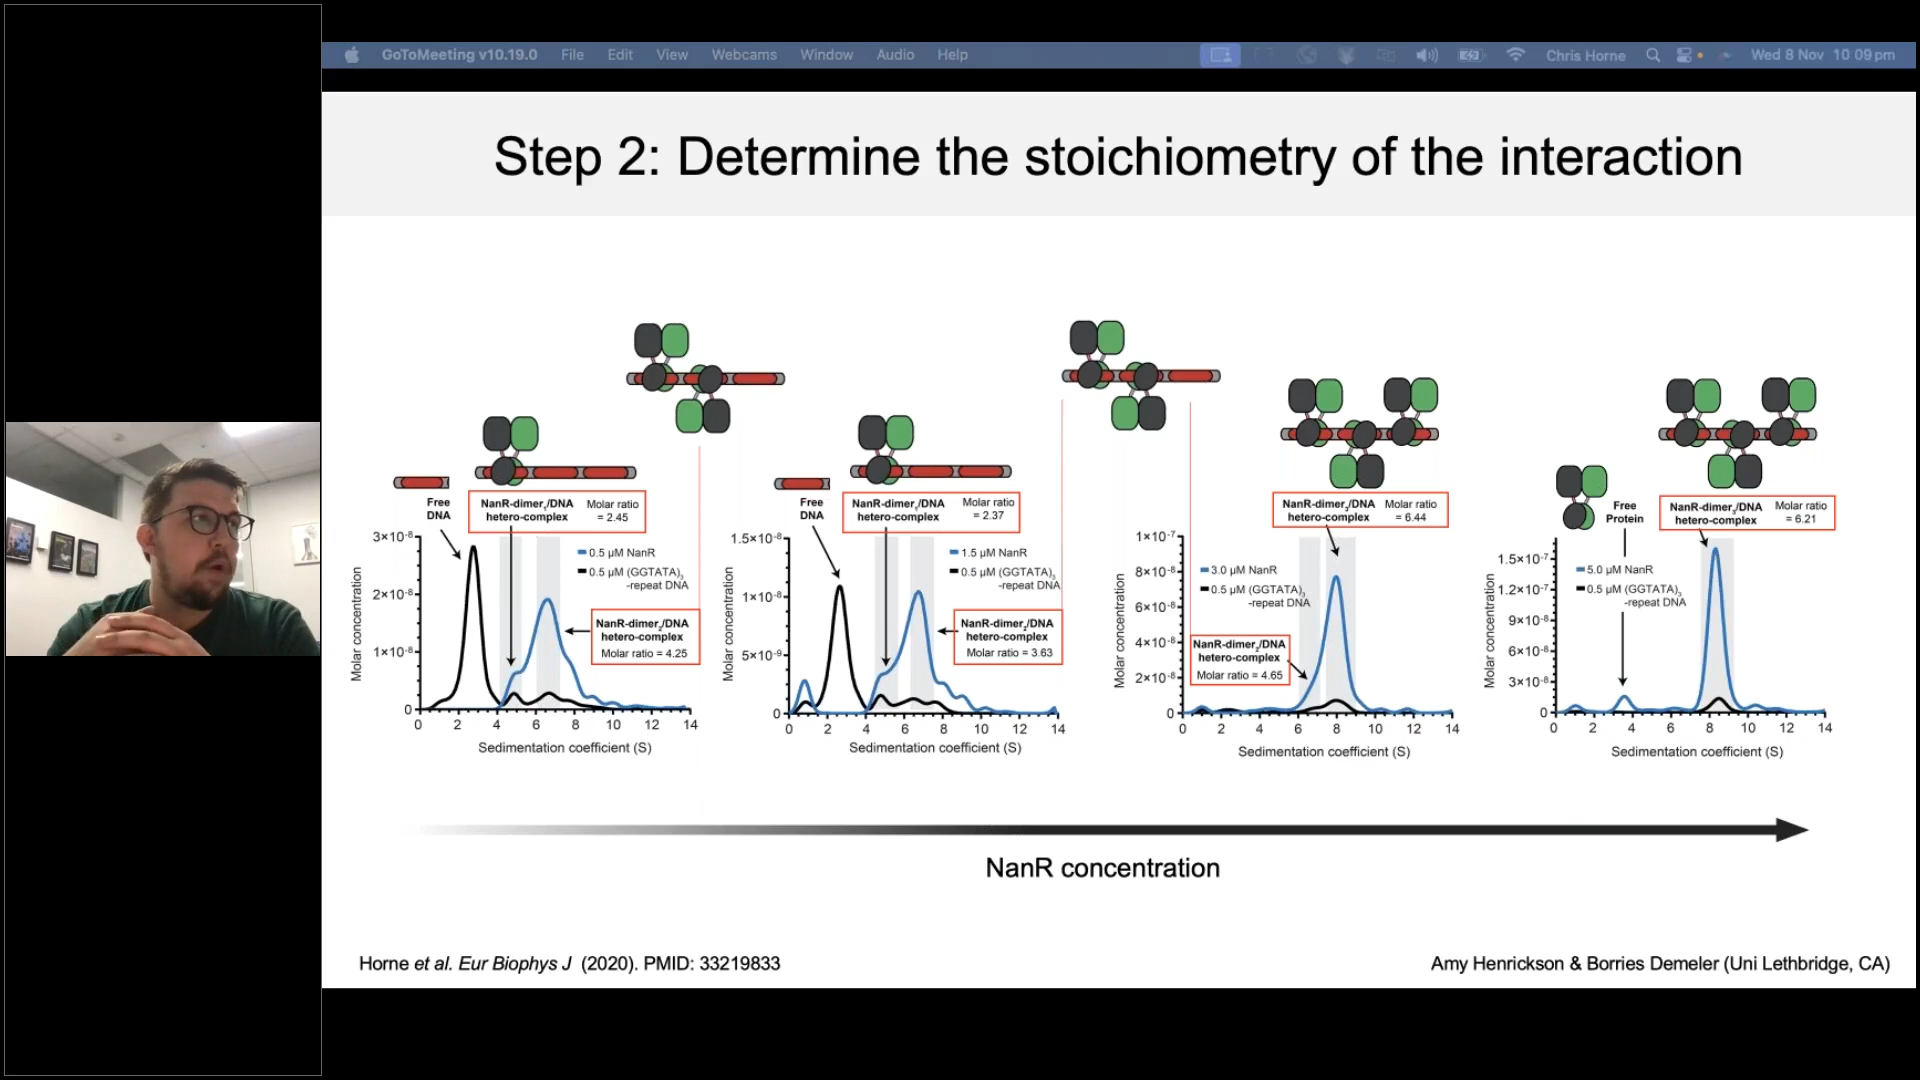 GoToMeeting v10.19.0 File Edit View Webcams Window Audio Help Chris Horne Wed 8 Nov 10 09 pm
Step 2: Determine the stoichiometry of the interaction
Free
DNA
NanR-dimer₁/DNA
hetero-complex
Molar ratio
= 2.45
3×10⁻⁸
2×10⁻⁸
1×10⁻⁸
0
Molar concentration
0.5 µM NanR
0.5 µM (GGTATA)₃
-repeat DNA
NanR-dimer₂/DNA
hetero-complex
Molar ratio = 4.25
0 2 4 6 8 10 12 14
Sedimentation coefficient (S)
Free
DNA
NanR-dimer₁/DNA
hetero-complex
Molar ratio
= 2.37
1.5×10⁻⁸
1×10⁻⁸
5×10⁻⁹
0
Molar concentration
1.5 µM NanR
0.5 µM (GGTATA)₃
-repeat DNA
NanR-dimer₂/DNA
hetero-complex
Molar ratio = 3.63
0 2 4 6 8 10 12 14
Sedimentation coefficient (S)
NanR-dimer₃/DNA
hetero-complex
Molar ratio
= 6.44
1×10⁻⁷
8×10⁻⁸
6×10⁻⁸
4×10⁻⁸
2×10⁻⁸
0
Molar concentration
3.0 µM NanR
0.5 µM (GGTATA)₃
-repeat DNA
NanR-dimer₂/DNA
hetero-complex
Molar ratio = 4.65
0 2 4 6 8 10 12 14
Sedimentation coefficient (S)
Free
Protein
NanR-dimer₃/DNA
hetero-complex
Molar ratio
= 6.21
1.5×10⁻⁷
1.2×10⁻⁷
9×10⁻⁸
6×10⁻⁸
3×10⁻⁸
0
Molar concentration
5.0 µM NanR
0.5 µM (GGTATA)₃
-repeat DNA
0 2 4 6 8 10 12 14
Sedimentation coefficient (S)
NanR concentration
Horne et al. Eur Biophys J (2020). PMID: 33219833
Amy Henrickson & Borries Demeler (Uni Lethbridge, CA)